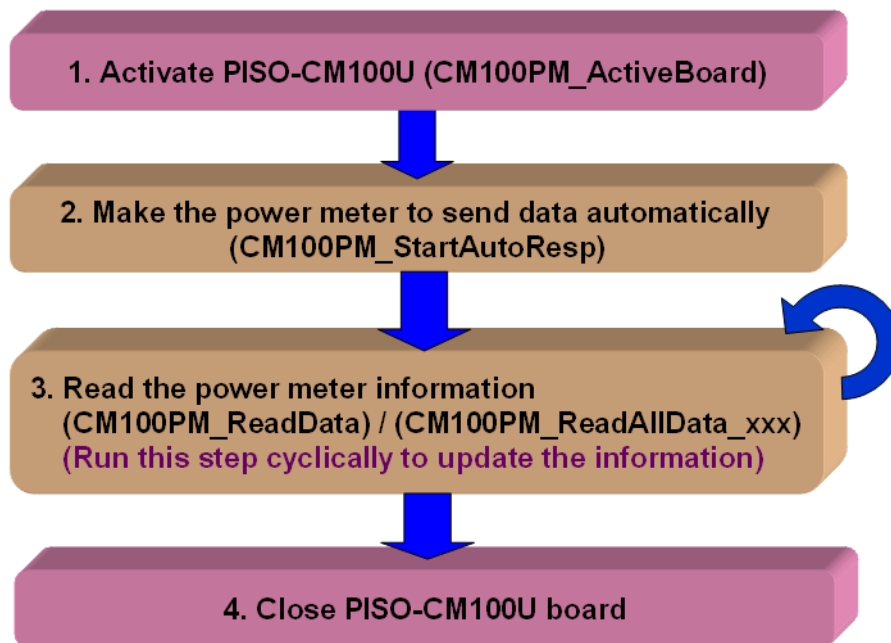 1. Activate PISO-CM100U (CM100PM_ActiveBoard)
2. Make the power meter to send data automatically
(CM100PM_StartAutoResp)
3. Read the power meter information
(CM100PM_ReadData) / (CM100PM_ReadAllData_xxx)
(Run this step cyclically to update the information)
4. Close PISO-CM100U board